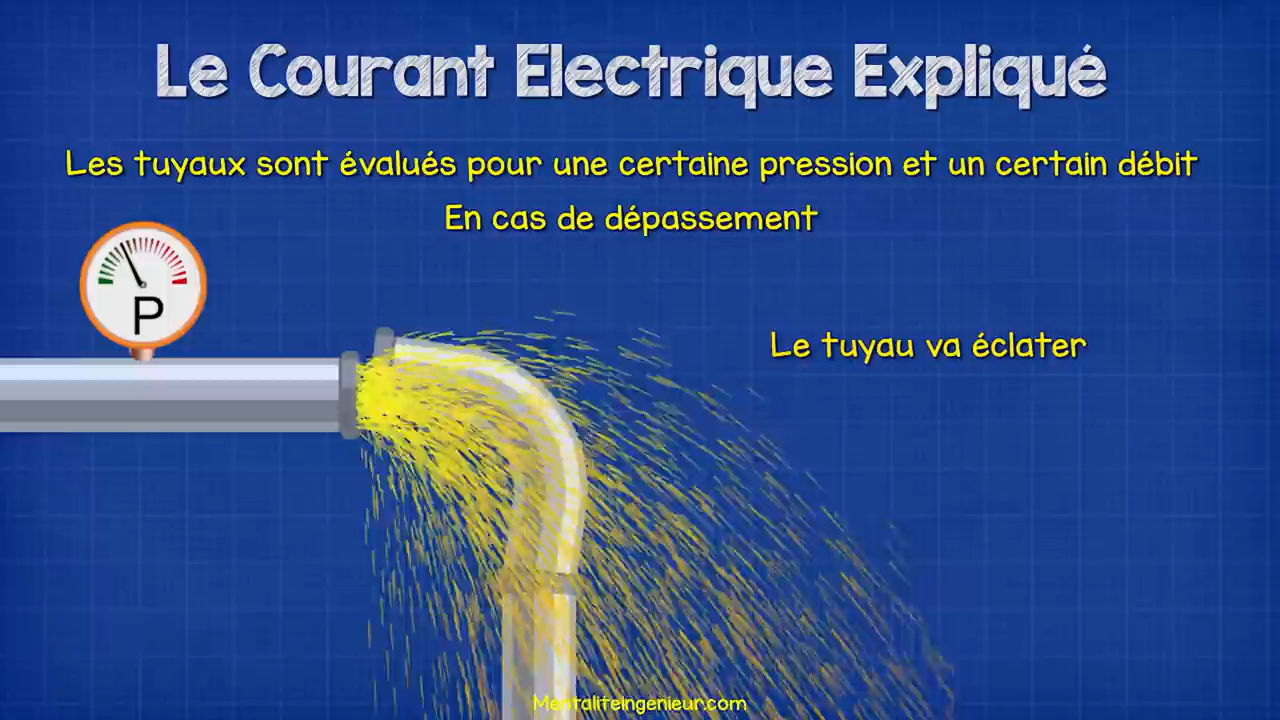 Le Courant Electrique Expliqué
Les tuyaux sont évalués pour une certaine pression et un certain débit
En cas de dépassement
P
Le tuyau va éclater
MentaliteIngenieur.com